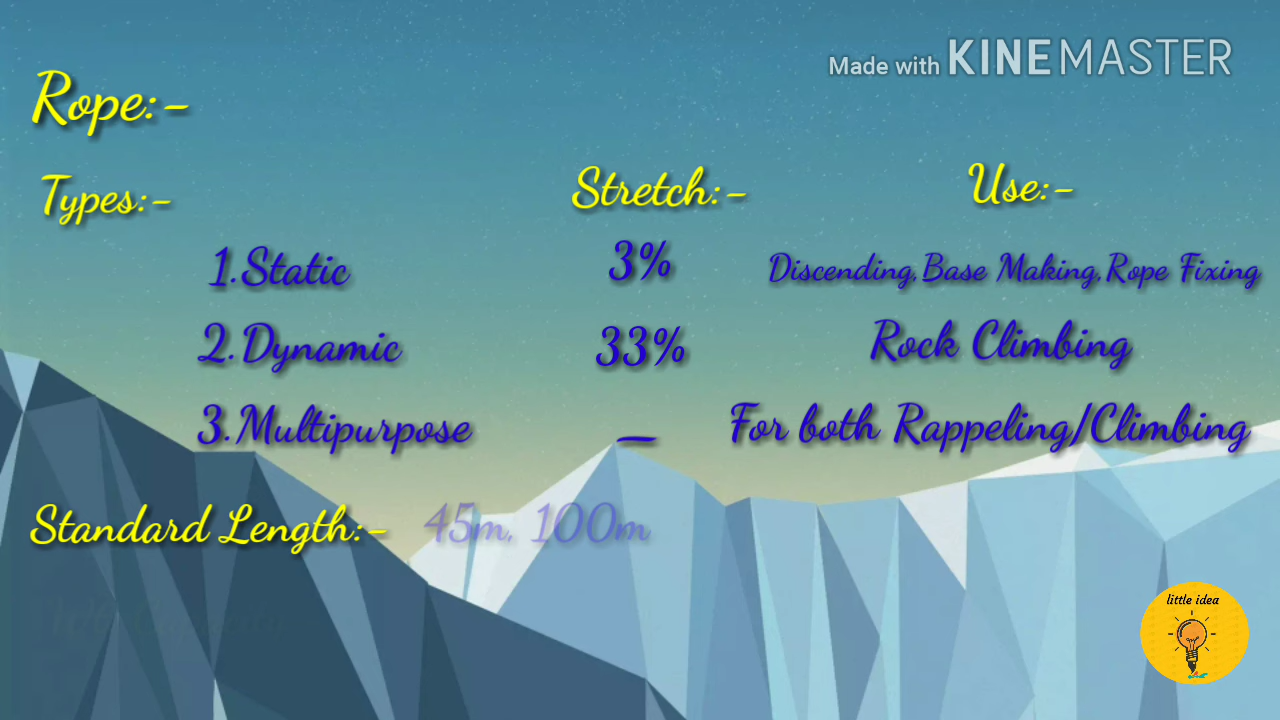 Made with KINEMASTER
Rope:-
Types:- Stretch:- Use:-
1.Static 3% Discending,Base Making,Rope Fixing
2.Dynamic 33% Rock Climbing
3.Multipurpose – For both Rappeling/Climbing
Standard Length:- 45m, 100m
little idea